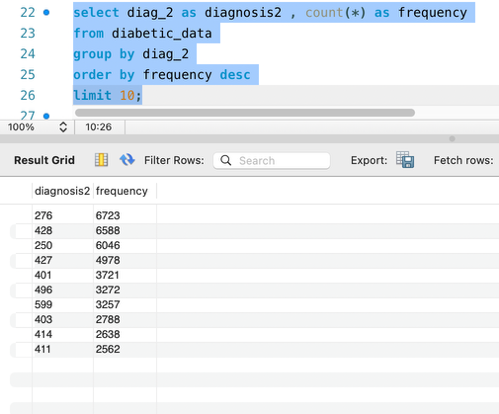 22 select diag_2 as diagnosis2 , count(*) as frequency
23 from diabetic_data
24 group by diag_2
25 order by frequency desc
26 limit 10;
27
100% 10:26
Result Grid Filter Rows: Search Export: Fetch rows:
diagnosis2 frequency
276 6723
428 6588
250 6046
427 4978
401 3721
496 3272
599 3257
403 2788
414 2638
411 2562